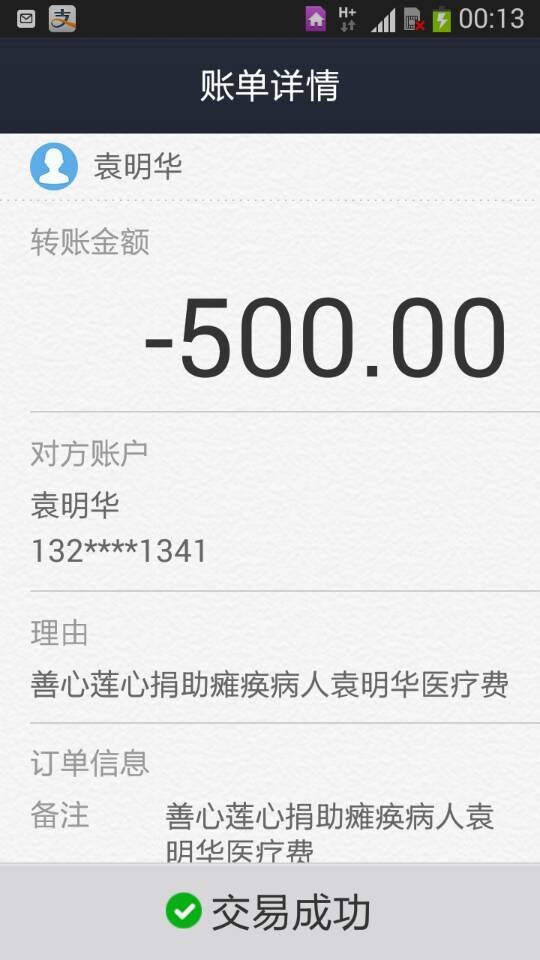 支
H+
00:13
账单详情
袁明华
转账金额
-500.00
对方账户
袁明华
132****1341
理由
善心莲心捐助瘫痪病人袁明华医疗费
订单信息
备注
善心莲心捐助瘫痪病人袁
明华医疗费
交易成功